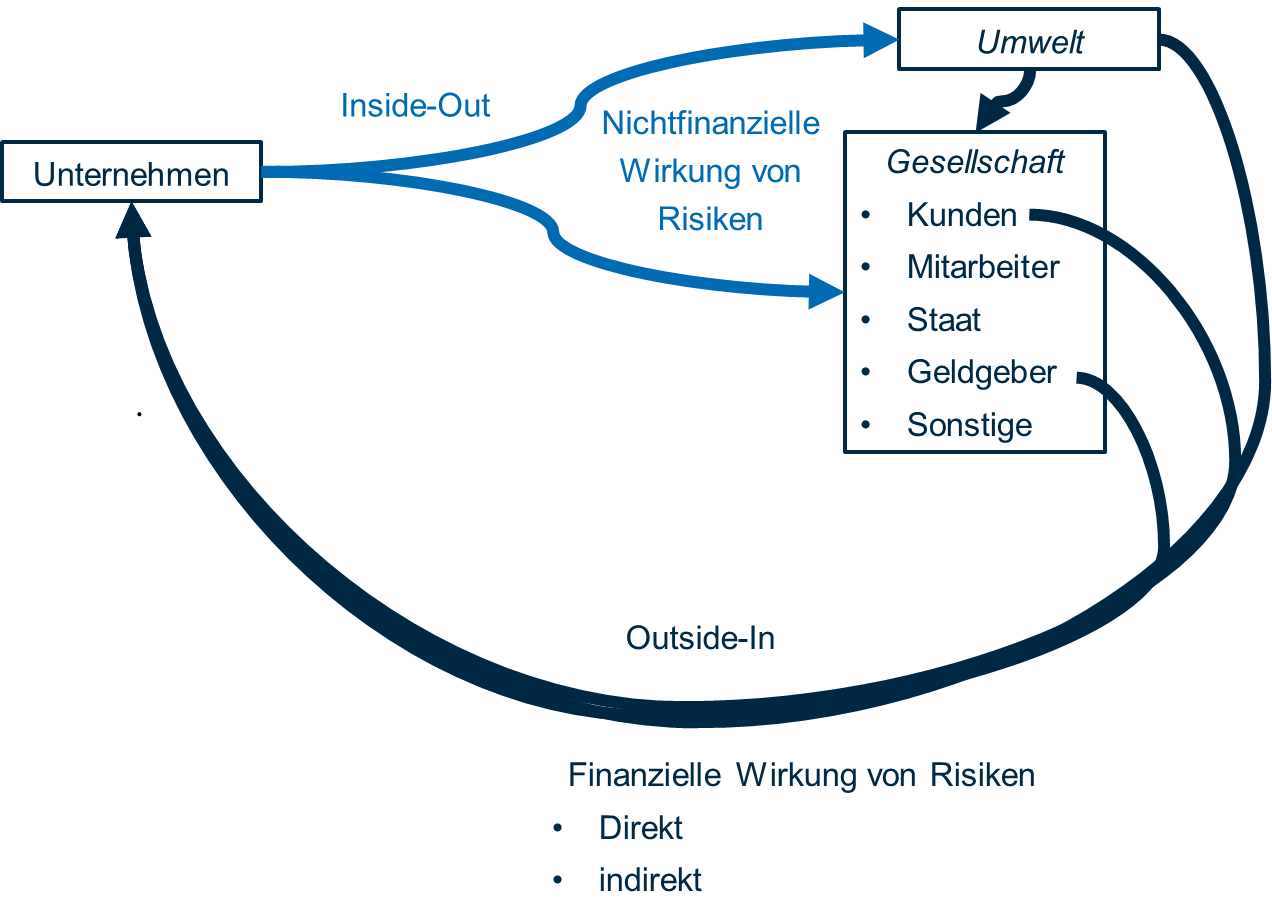 Umwelt
Inside-Out
Nichtfinanzielle
Wirkung von
Risiken
Unternehmen
Gesellschaft
• Kunden
• Mitarbeiter
• Staat
• Geldgeber
• Sonstige
.
Outside-In
Finanzielle Wirkung von Risiken
• Direkt
• indirekt